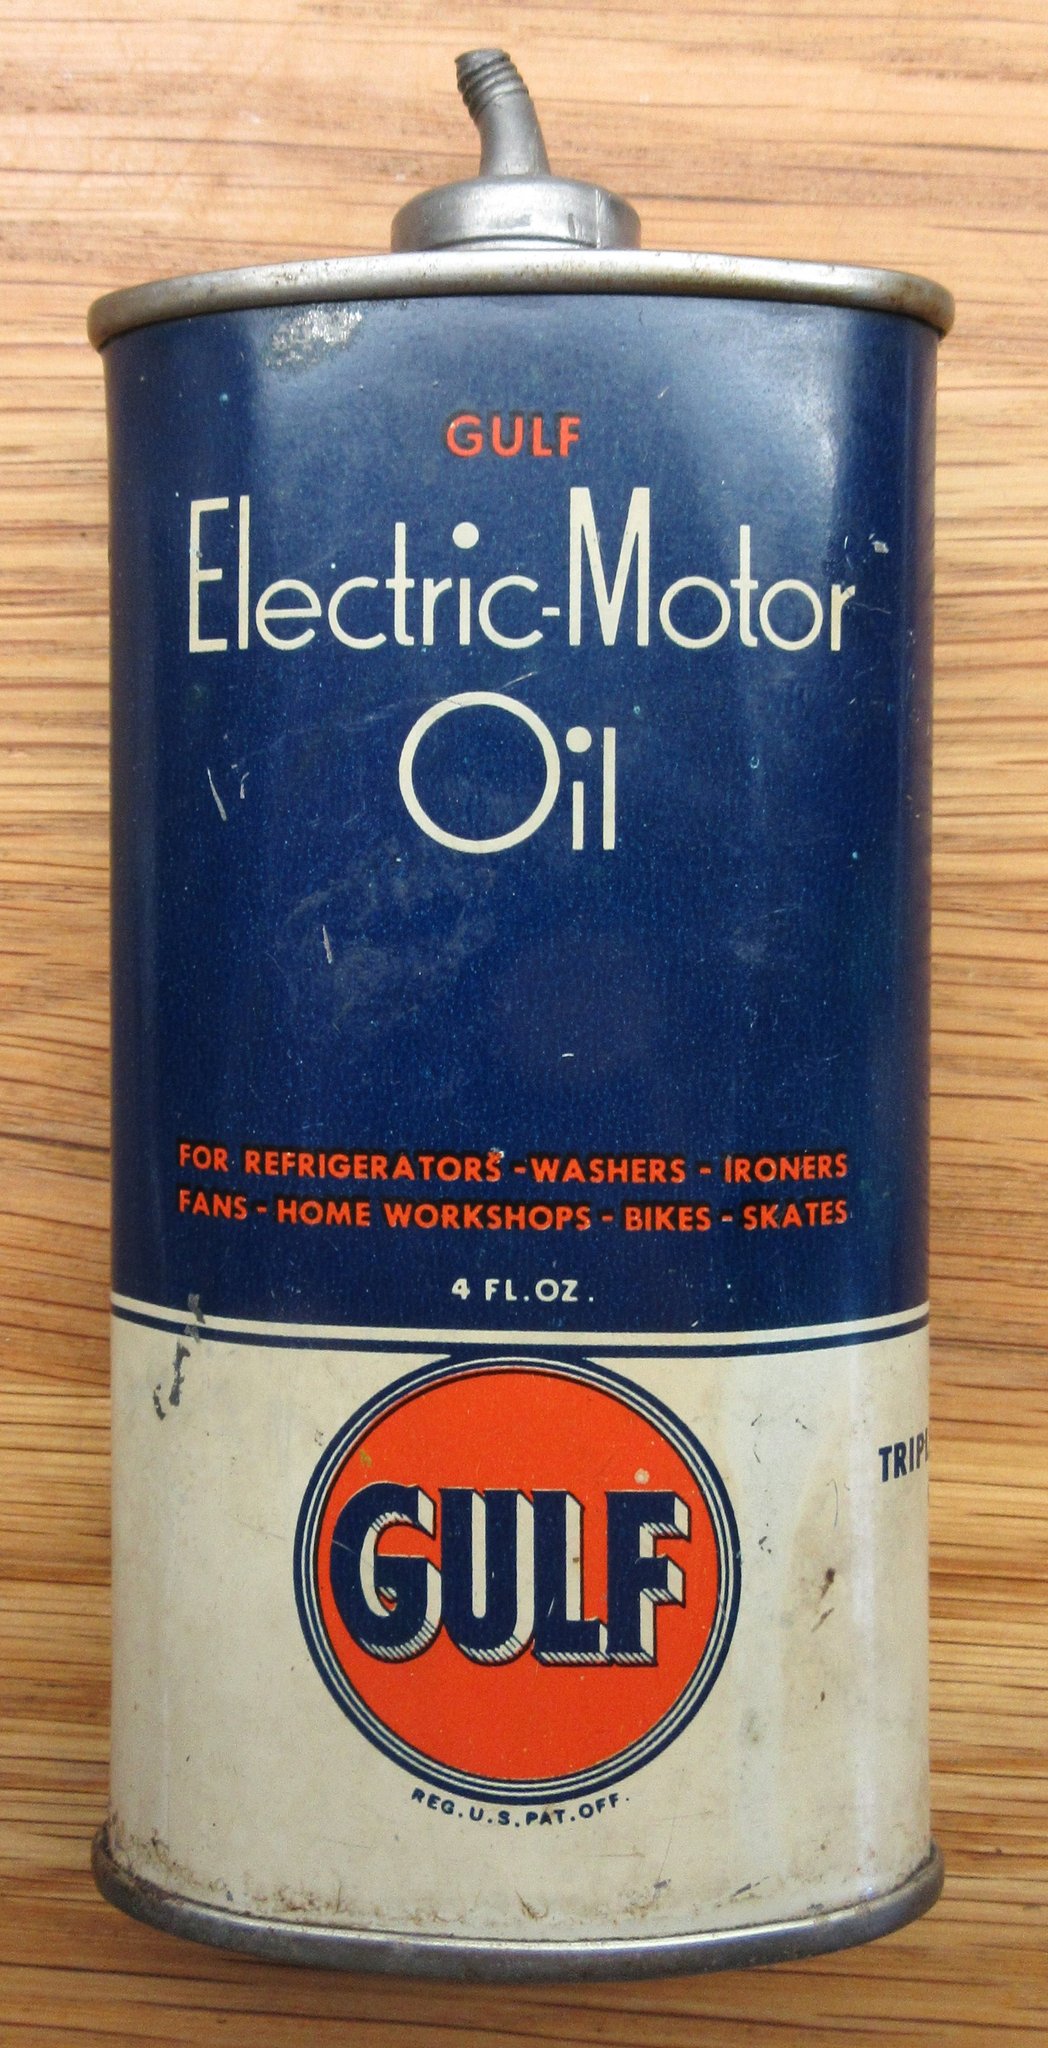 GULF
Electric-Motor
Oil
FOR REFRIGERATORS - WASHERS - IRONERS
FANS - HOME WORKSHOPS - BIKES - SKATES
4 FL. OZ.
GULF
REG. U.S. PAT. OFF.